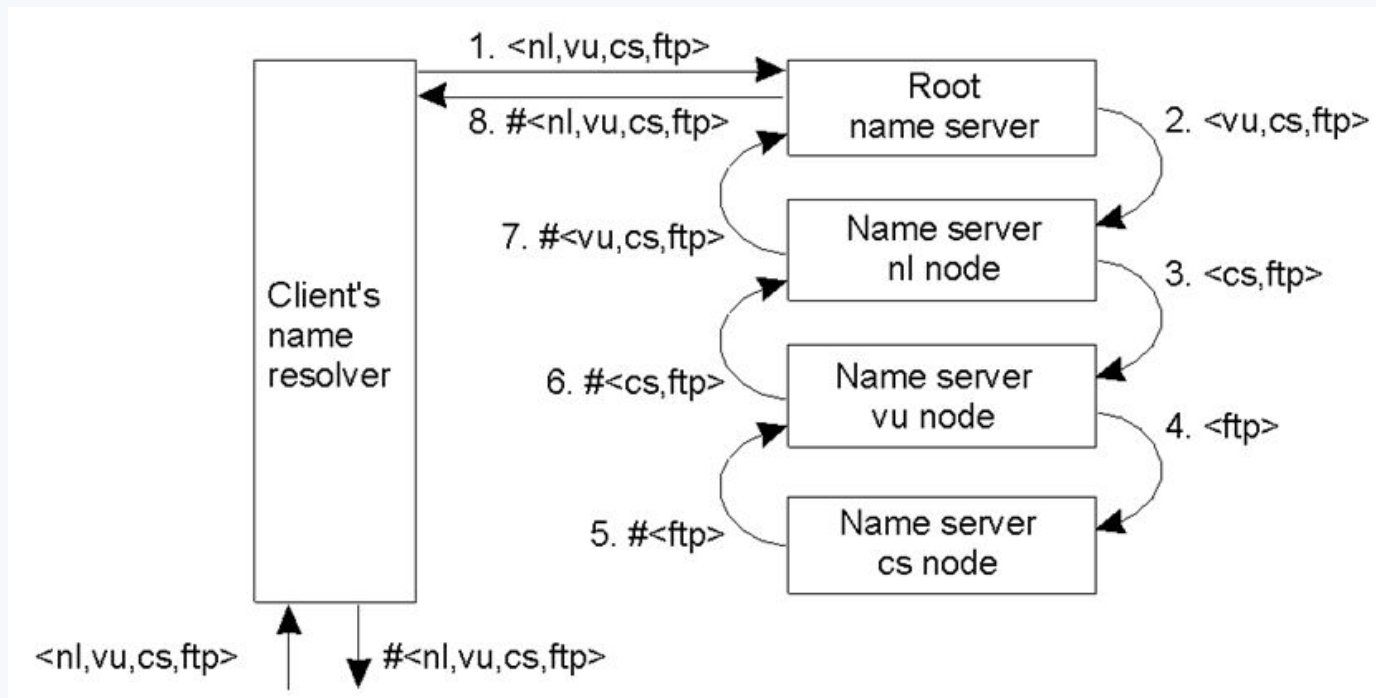 1. <nl,vu,cs,ftp>
8. #<nl,vu,cs,ftp>
Root
name server
2. <vu,cs,ftp>
7. #<vu,cs,ftp>
Name server
nl node
3. <cs,ftp>
Client's
name
resolver
6. #<cs,ftp>
Name server
vu node
4. <ftp>
5. #<ftp>
Name server
cs node
<nl,vu,cs,ftp>
#<nl,vu,cs,ftp>